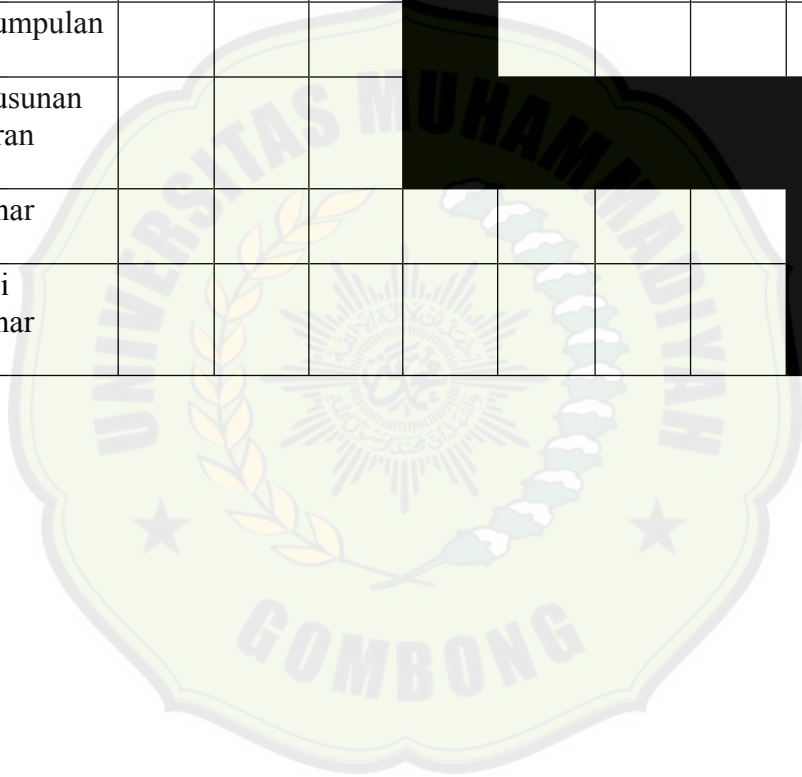 umpulan
usunan
ran
nar
i
nar
UNIVERSITAS MUHAMMADIYAH
GOMBONG